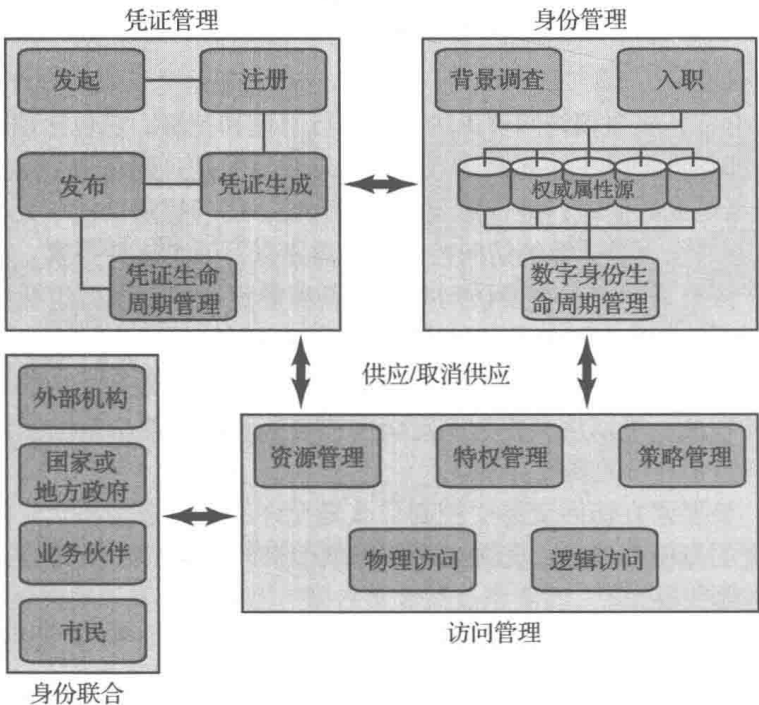 凭证管理
发起
注册
发布
凭证生成
凭证生命
周期管理
身份管理
背景调查
入职
权威属性源
数字身份生
命周期管理
供应/取消供应
外部机构
国家或
地方政府
业务伙伴
市民
身份联合
资源管理
特权管理
策略管理
物理访问
逻辑访问
访问管理